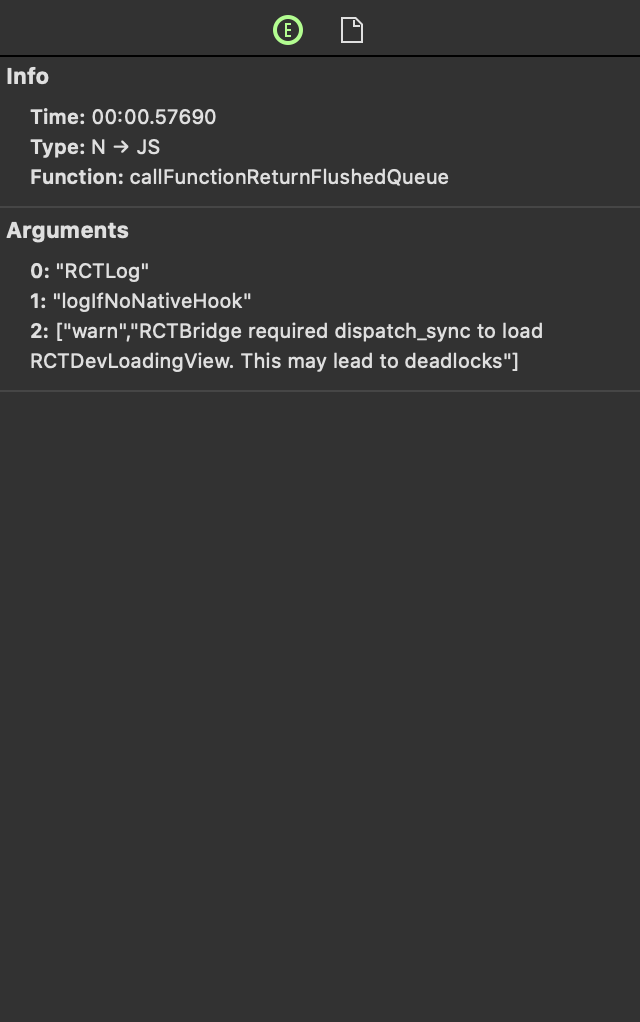 E
Info
Time: 00:00.57690
Type: N → JS
Function: callFunctionReturnFlushedQueue
Arguments
0: "RCTLog"
1: "logIfNoNativeHook"
2: ["warn","RCTBridge required dispatch_sync to load
RCTDevLoadingView. This may lead to deadlocks"]